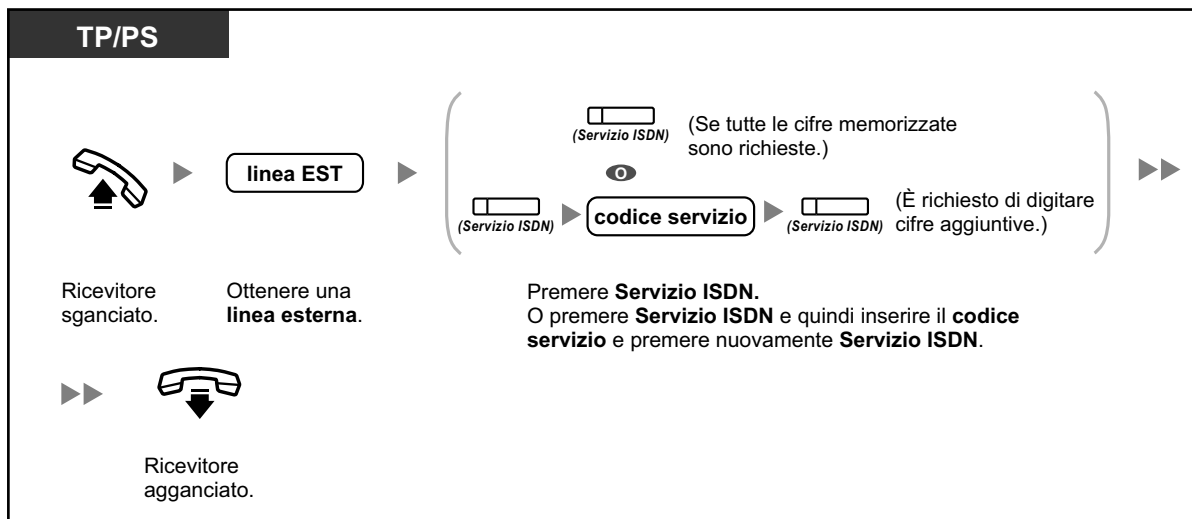 TP/PS
(Servizio ISDN)
(Se tutte le cifre memorizzate
sono richieste.)
O
linea EST
(Servizio ISDN)
codice servizio
(Servizio ISDN)
(È richiesto di digitare
cifre aggiuntive.)
Ricevitore
sganciato.
Ottenere una
linea esterna.
Premere Servizio ISDN.
O premere Servizio ISDN e quindi inserire il codice
servizio e premere nuovamente Servizio ISDN.
Ricevitore
agganciato.